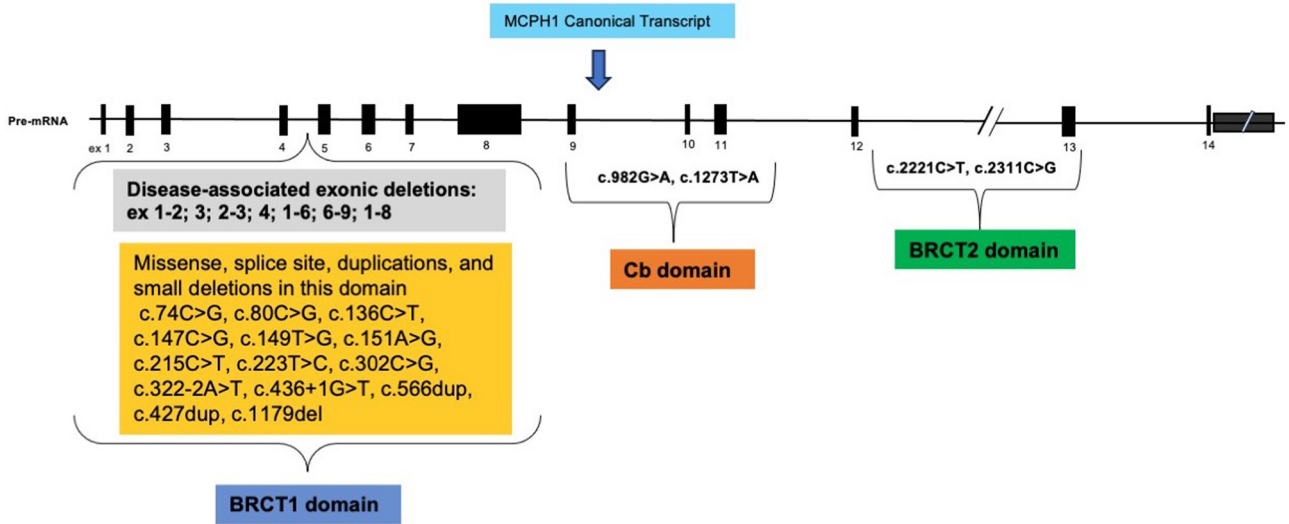 MCPH1 Canonical Transcript
Pre-mRNA
ex 1 2 3 4 5 6 7 8 9 10 11 12 13 14
Disease-associated exonic deletions:
ex 1-2; 3; 2-3; 4; 1-6; 6-9; 1-8
c.982G>A, c.1273T>A
c.2221C>T, c.2311C>G
Missense, splice site, duplications, and
small deletions in this domain
c.74C>G, c.80C>G, c.136C>T,
c.147C>G, c.149T>G, c.151A>G,
c.215C>T, c.223T>C, c.302C>G,
c.322-2A>T, c.436+1G>T, c.566dup,
c.427dup, c.1179del
Cb domain
BRCT2 domain
BRCT1 domain